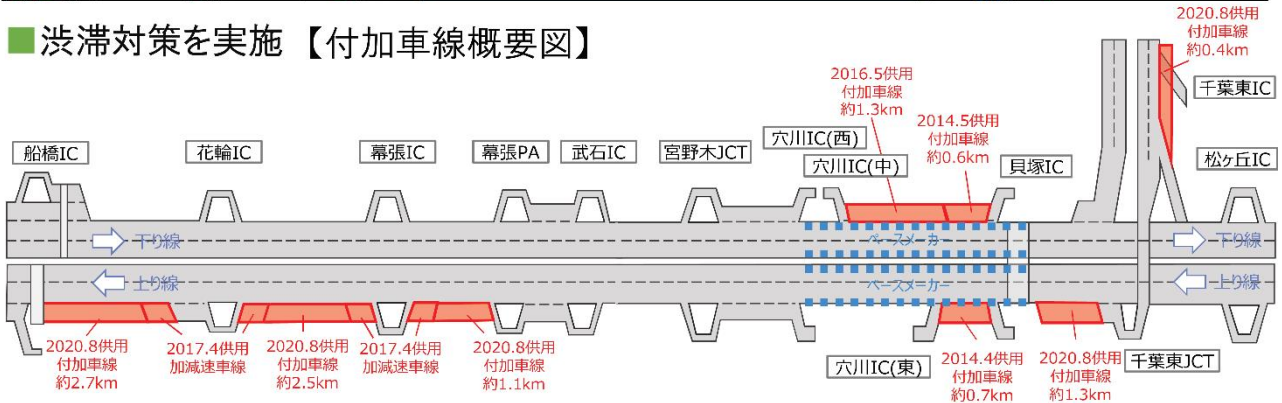 ■渋滞対策を実施【付加車線概要図】
2020.8供用
付加車線
約0.4km
千葉東IC
2016.5供用
付加車線
約1.3km
2014.5供用
付加車線
約0.6km
船橋IC
花輪IC
幕張IC
幕張PA
武石IC
宮野木JCT
穴川IC(西)
穴川IC(中)
貝塚IC
松ヶ丘IC
下り線
ペースメーカー
下り線
上り線
ペースメーカー
上り線
2020.8供用
付加車線
約2.7km
2017.4供用
加減速車線
2020.8供用
付加車線
約2.5km
2017.4供用
加減速車線
2020.8供用
付加車線
約1.1km
穴川IC(東)
2014.4供用
付加車線
約0.7km
2020.8供用
付加車線
約1.3km
千葉東JCT